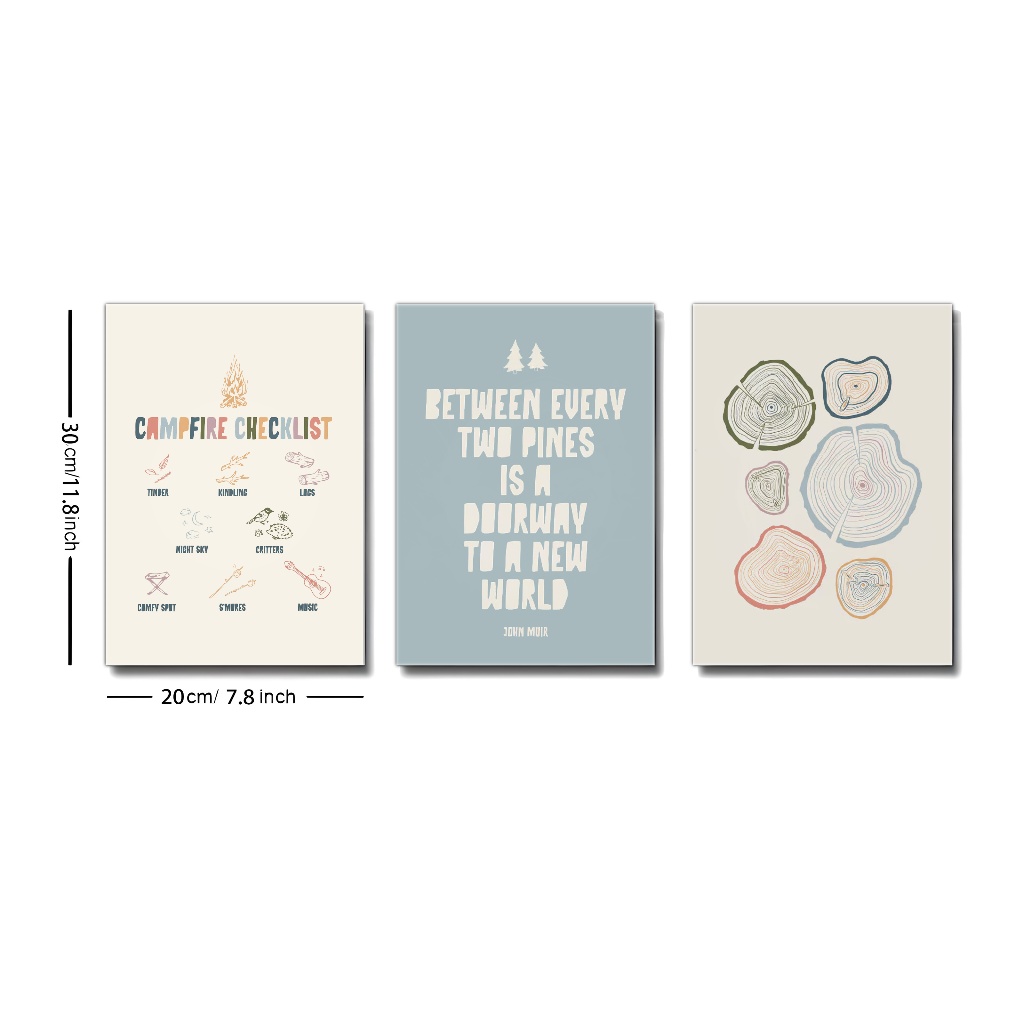 30cm/11.8inch
CAMPFIRE CHECKLIST
TINDER
KINDLING
LOGS
NIGHT SKY
CRITTERS
COMFY SPOT
S'MORES
MUSIC
BETWEEN EVERY
TWO PINES
IS A
DOORWAY
TO A NEW
WORLD
JOHN MUIR
20cm/ 7.8 inch